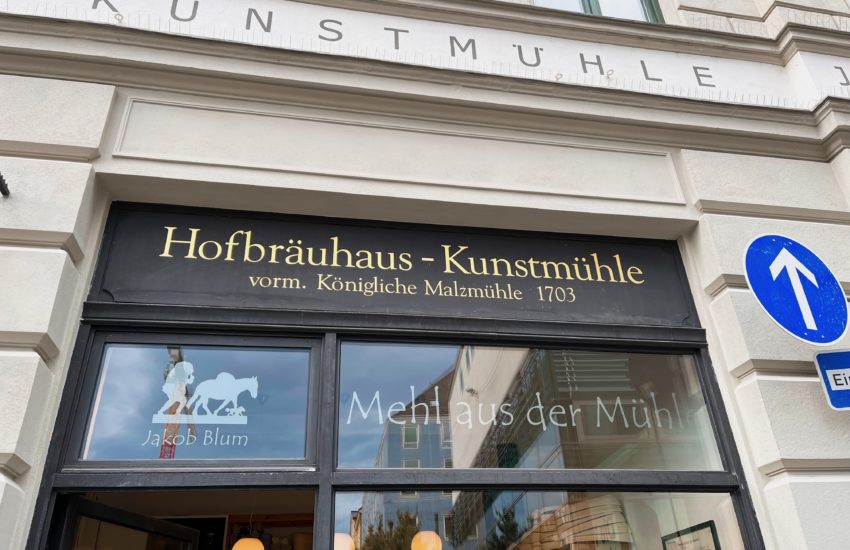 KUNSTMÜHLE J
Hofbräuhaus - Kunstmühle
vorm. Königliche Malzmühle 1703
Jakob Blum
Mehl aus der Mühle